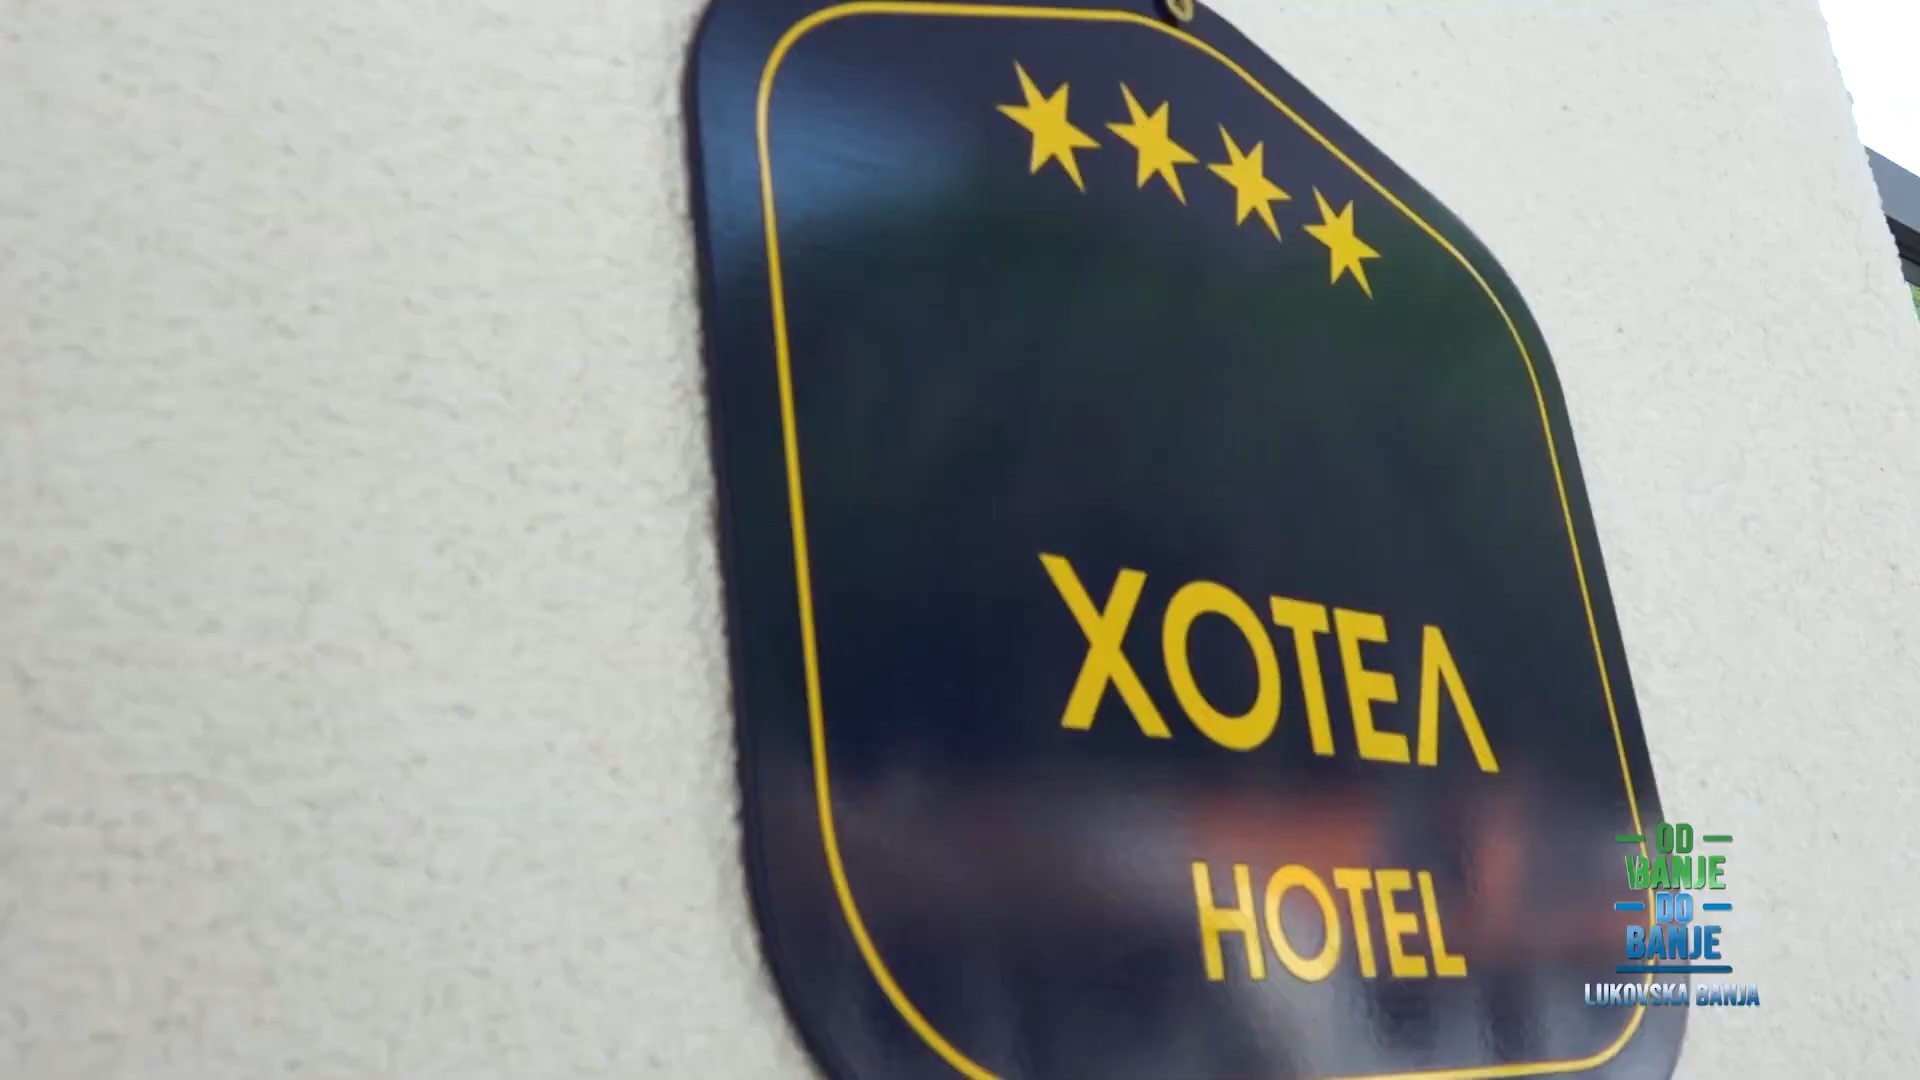 ХОТЕЛ
HOTEL
OD
BANJE
DO
BANJE
LUKOVSKA BANJA